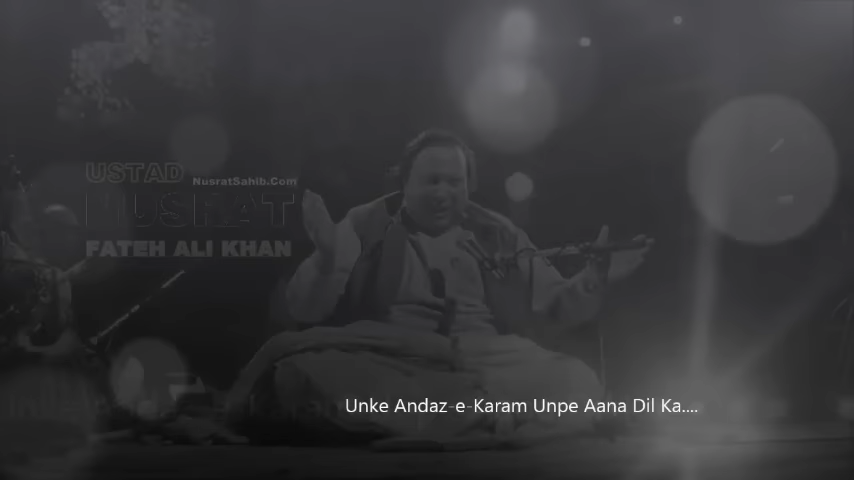 USTAD
NusratSahib.Com
NUSRAT
FATEH ALI KHAN
Unke Andaz-e-Karam Unpe Aana Dil Ka....